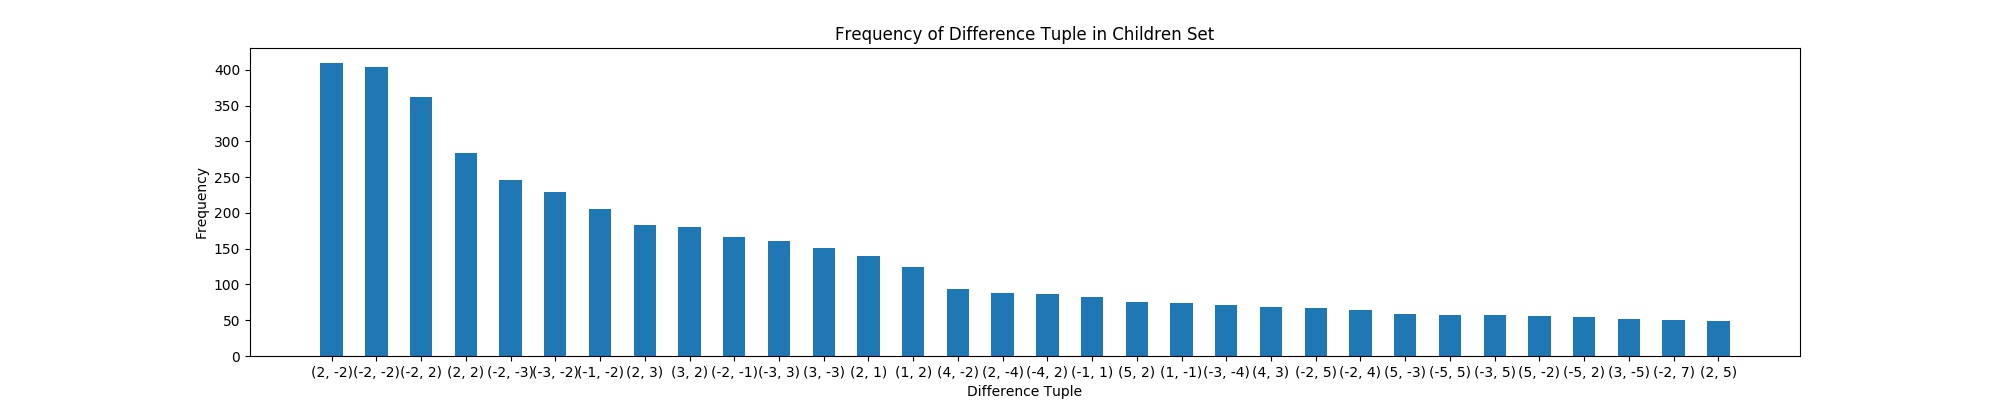 Frequency of Difference Tuple in Children Set
400
350
300
250
200
150
100
50
0
Frequency
(2, -2) (-2, -2) (-2, 2) (2, 2) (-2, -3) (-3, -2) (-1, -2) (2, 3) (3, 2) (-2, -1) (-3, 3) (3, -3) (2, 1) (1, 2) (4, -2) (2, -4) (-4, 2) (-1, 1) (5, 2) (1, -1) (-3, -4) (4, 3) (-2, 5) (-2, 4) (5, -3) (-5, 5) (-3, 5) (5, -2) (-5, 2) (3, -5) (-2, 7) (2, 5)
Difference Tuple